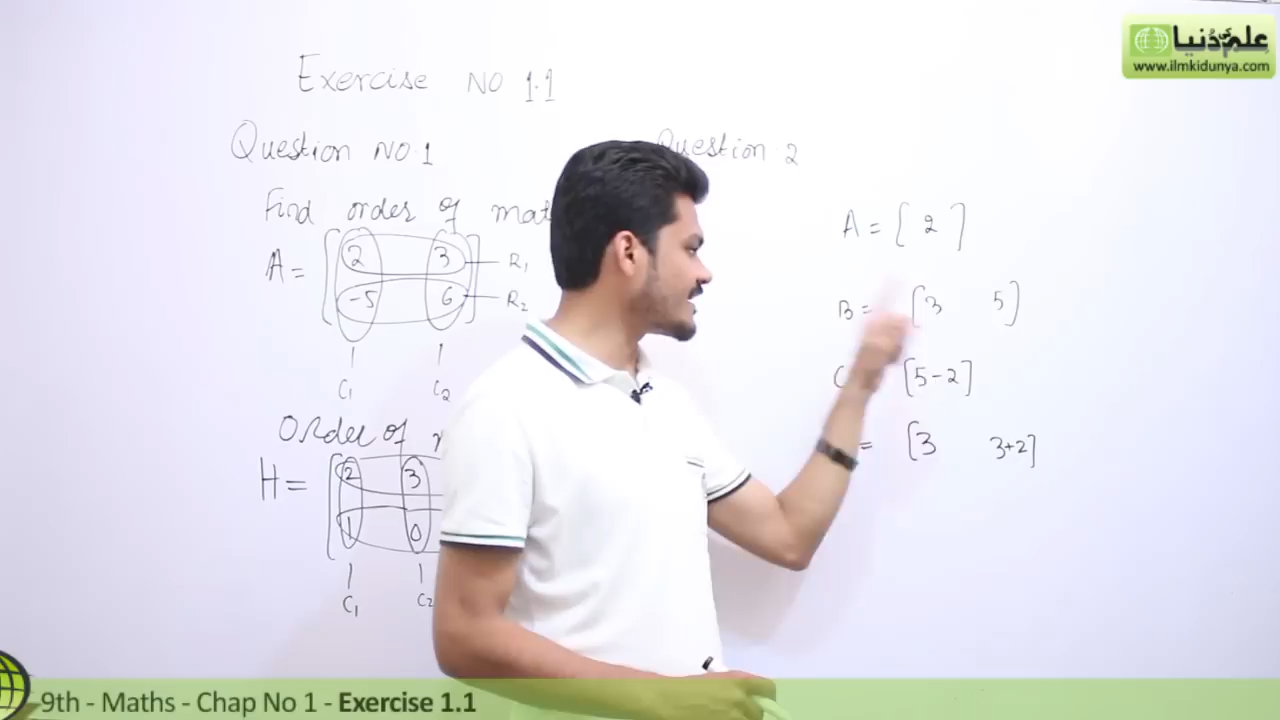 علم کی دُنیا
www.ilmkidunya.com
Exercise NO 1.1
Question NO.1
Find order of
A = [ 2 3
-5 6 ]
R1
R2
C1 C2
Order of
H = [ 2 3
1 0
C1 C2
Question 2
A = [ 2 ]
B = [3 5]
C [5-2]
= [3 3+2]
9th - Maths - Chap No 1 - Exercise 1.1